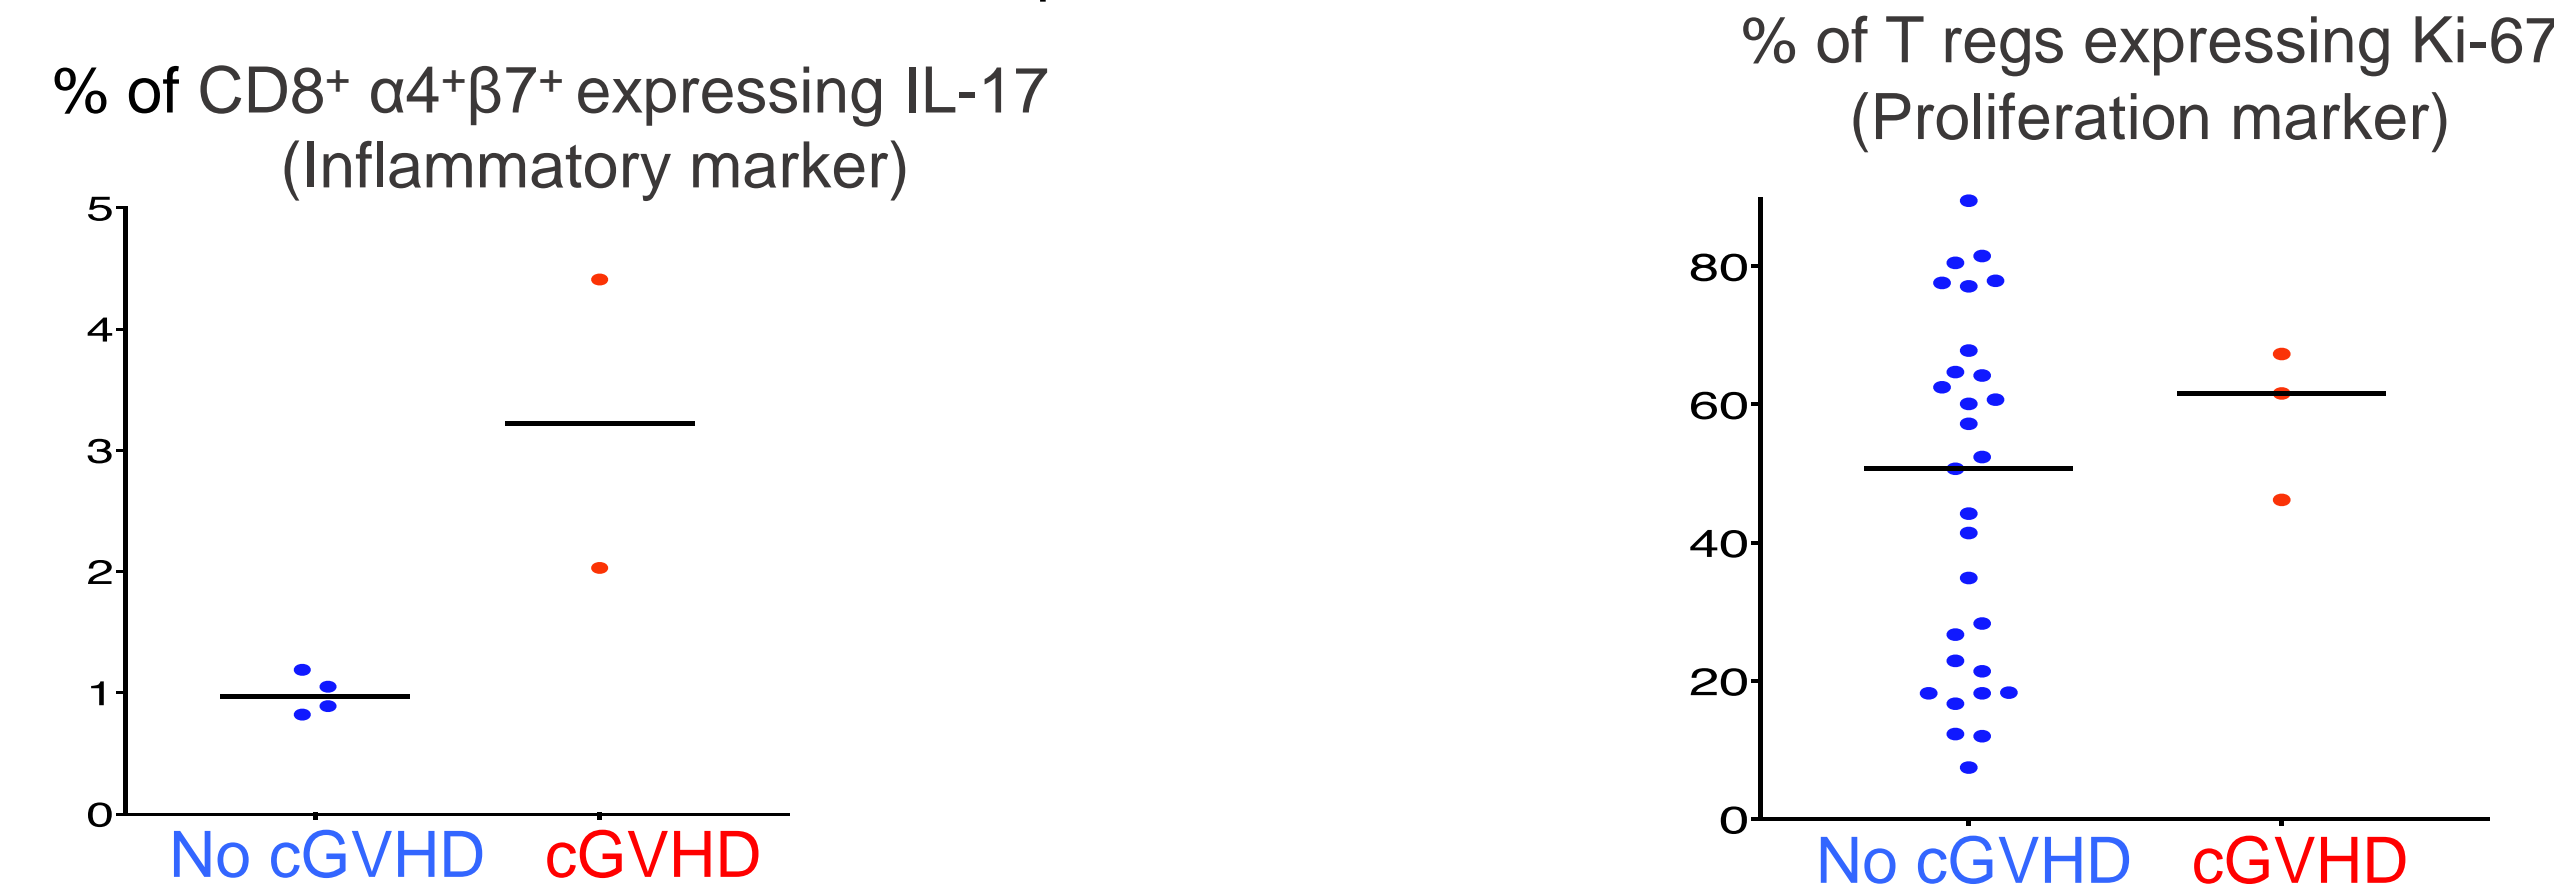 % of CD8⁺ α4⁺β7⁺ expressing IL-17
(Inflammatory marker)
5
4
3
2
1
0
No cGVHD cGVHD
% of T regs expressing Ki-67
(Proliferation marker)
80
60
40
20
0
No cGVHD cGVHD